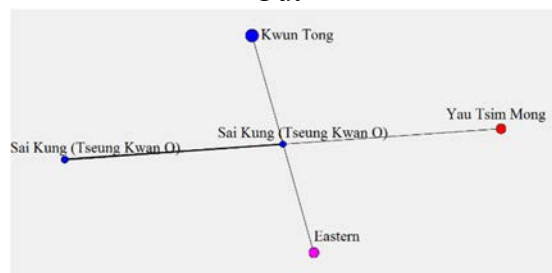 Kwun Tong
Yau Tsim Mong
Sai Kung (Tseung Kwan O)
Sai Kung (Tseung Kwan O)
Eastern